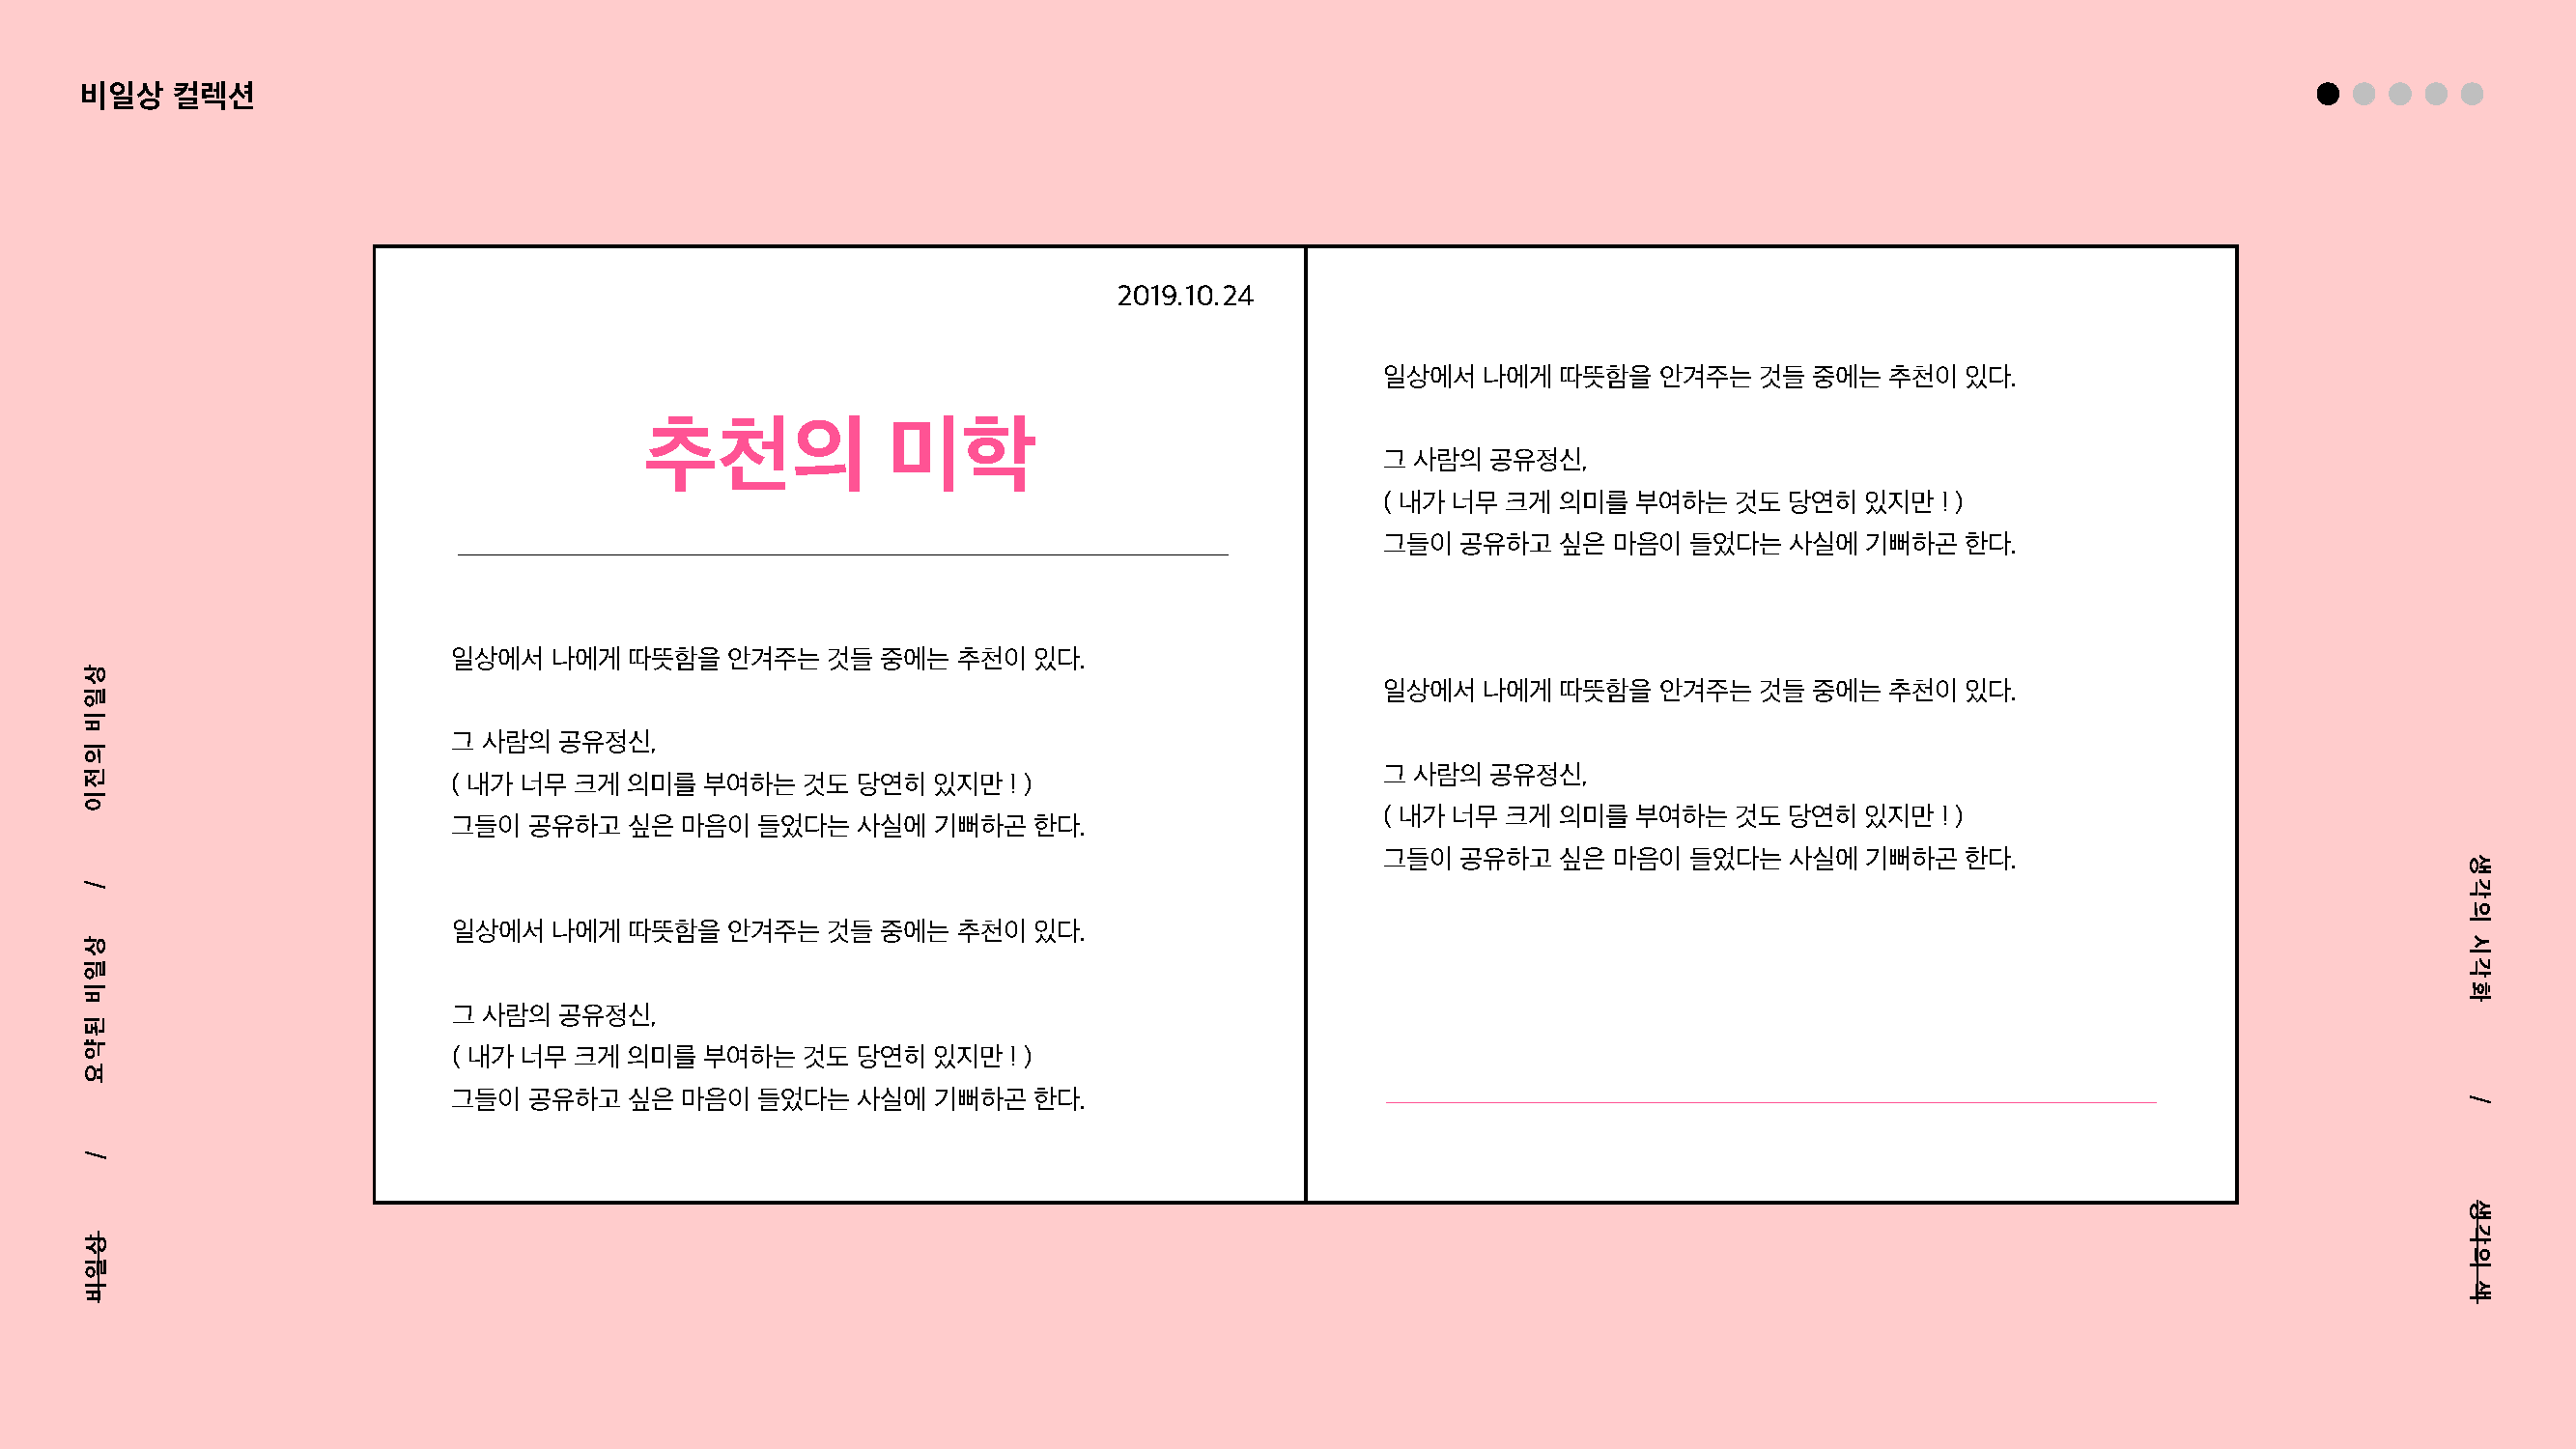 비일상 컬렉션
2019.10.24
추천의 미학
일상에서 나에게 따뜻함을 안겨주는 것들 중에는 추천이 있다.
그 사람의 공유정신,
( 내가 너무 크게 의미를 부여하는 것도 당연히 있지만 ! )
그들이 공유하고 싶은 마음이 들었다는 사실에 기뻐하곤 한다.
일상에서 나에게 따뜻함을 안겨주는 것들 중에는 추천이 있다.
그 사람의 공유정신,
( 내가 너무 크게 의미를 부여하는 것도 당연히 있지만 ! )
그들이 공유하고 싶은 마음이 들었다는 사실에 기뻐하곤 한다.
일상에서 나에게 따뜻함을 안겨주는 것들 중에는 추천이 있다.
그 사람의 공유정신,
( 내가 너무 크게 의미를 부여하는 것도 당연히 있지만 ! )
그들이 공유하고 싶은 마음이 들었다는 사실에 기뻐하곤 한다.
일상에서 나에게 따뜻함을 안겨주는 것들 중에는 추천이 있다.
그 사람의 공유정신,
( 내가 너무 크게 의미를 부여하는 것도 당연히 있지만 ! )
그들이 공유하고 싶은 마음이 들었다는 사실에 기뻐하곤 한다.
비일상 / 요약된 비일상 / 이전의 비일상
생각의 시각화 / 생각의 색